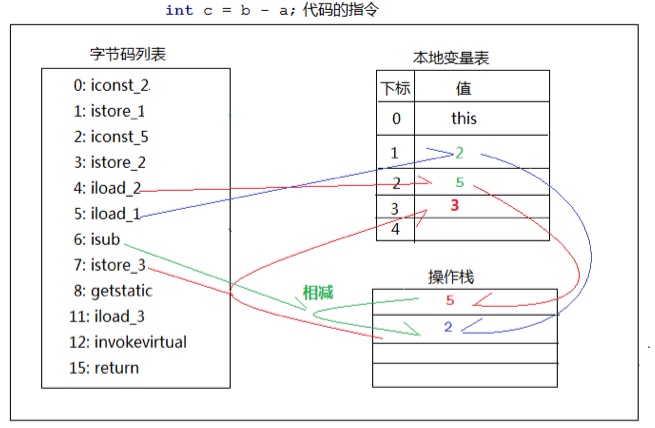 int c = b - a; 代码的指令
字节码列表
0: iconst_2
1: istore_1
2: iconst_5
3: istore_2
4: iload_2
5: iload_1
6: isub
7: istore_3
8: getstatic
11: iload_3
12: invokevirtual
15: return
本地变量表
下标 值
0 this
1 2
2 5
3 3
4
操作栈
相减
5
2